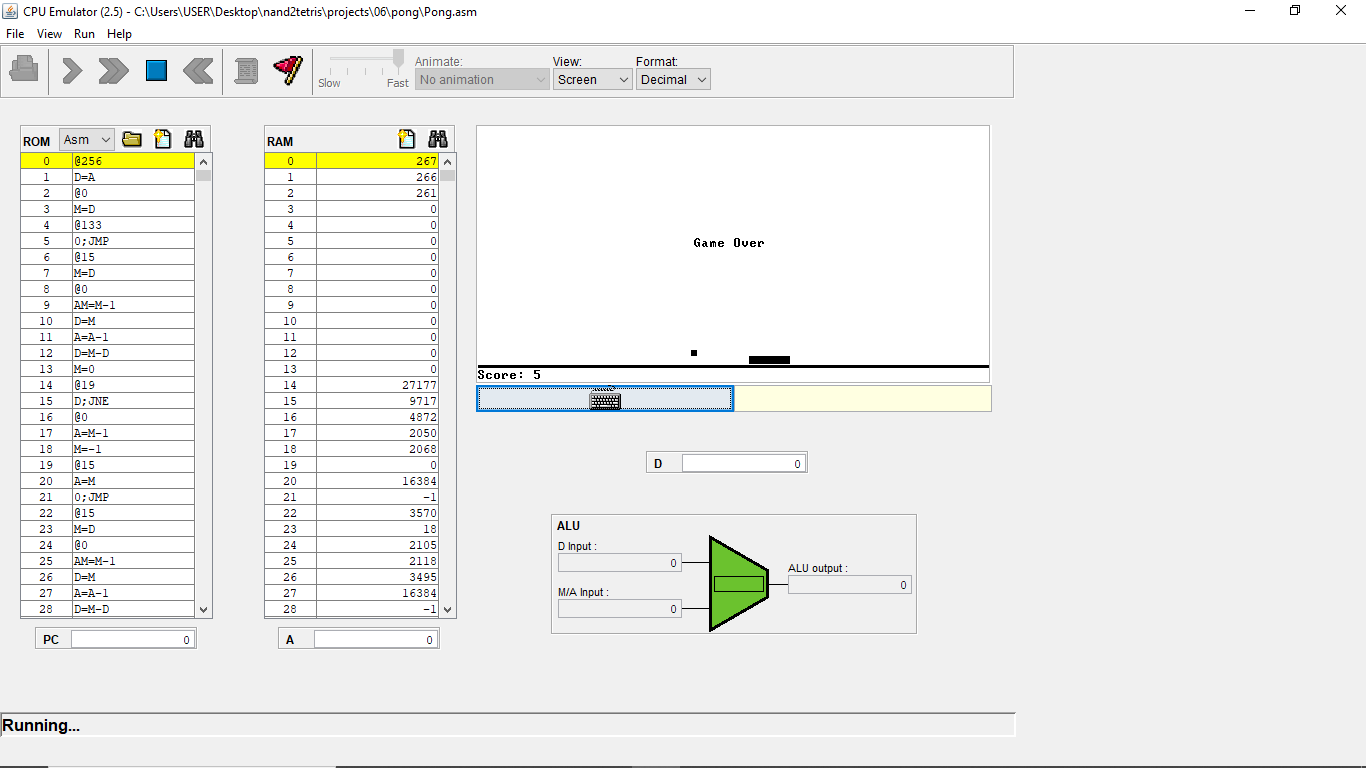 CPU Emulator (2.5) - C:\Users\USER\Desktop\nand2tetris\projects\06\pong\Pong.asm
File View Run Help
Slow Fast
Animate:
No animation
View:
Screen
Format:
Decimal
ROM Asm
0 @256
1 D=A
2 @0
3 M=D
4 @133
5 0;JMP
6 @15
7 M=D
8 @0
9 AM=M-1
10 D=M
11 A=A-1
12 D=M-D
13 M=0
14 @19
15 D;JNE
16 @0
17 A=M-1
18 M=-1
19 @15
20 A=M
21 0;JMP
22 @15
23 M=D
24 @0
25 AM=M-1
26 D=M
27 A=A-1
28 D=M-D
PC 0
RAM
0 267
1 266
2 261
3 0
4 0
5 0
6 0
7 0
8 0
9 0
10 0
11 0
12 0
13 0
14 27177
15 9717
16 4872
17 2050
18 2068
19 0
20 16384
21 -1
22 3570
23 18
24 2105
25 2118
26 3495
27 16384
28 -1
A 0
Game Over
Score: 5
D 0
ALU
D Input :
0
M/A Input :
0
ALU output :
0
Running...